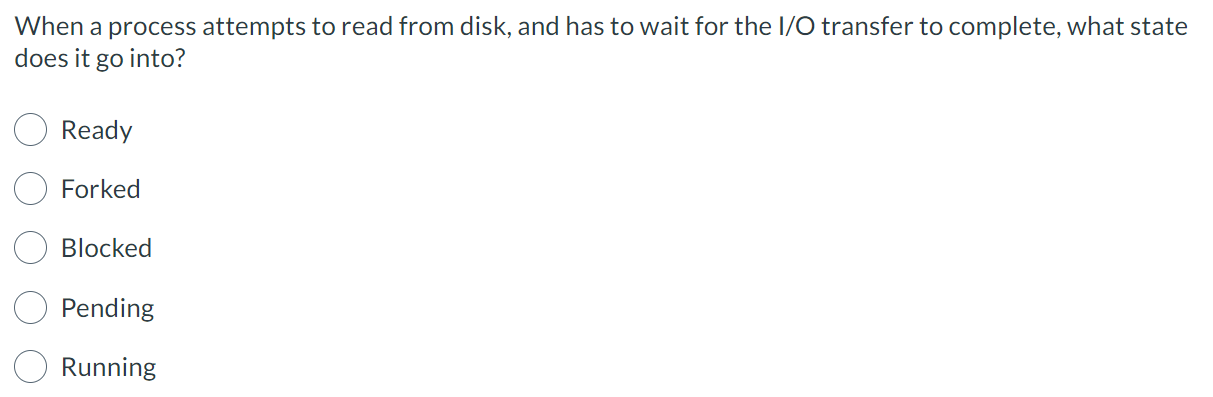 When a process attempts to read from disk, and has to wait for the I/O transfer to complete, what state
does it go into?
Ready
Forked
Blocked
Pending
Running